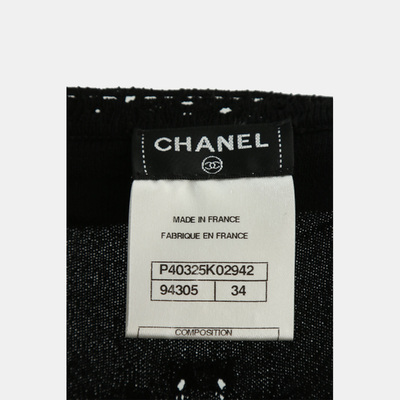 CHANEL
MADE IN FRANCE
FABRIQUE EN FRANCE
P40325K02942
94305 34
COMPOSITION